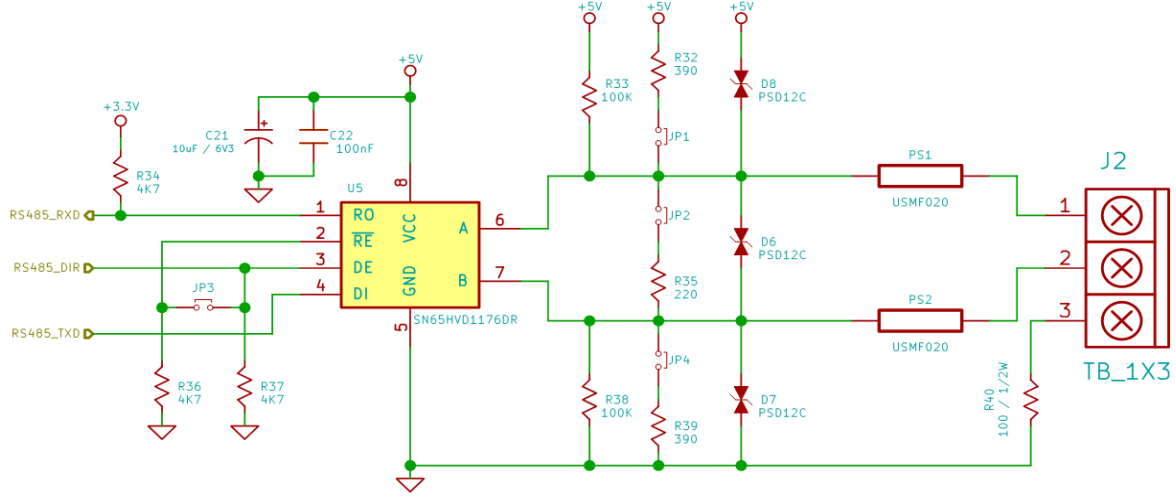 +5V
+5V
+5V
R32
390
R33
100K
D8
PSD12C
+5V
+3.3V
C21
10uF / 6V3
C22
100nF
JP1
R34
4K7
U5
PS1
USMF020
J2
RS485_RXD
1
RO
8
VCC
A
6
JP2
1
2
RE
D6
PSD12C
RS485_DIR
3
DE
GND
B
7
R35
220
2
JP3
4
DI
PS2
USMF020
3
RS485_TXD
5
SN65HVD1176DR
JP4
TB_1X3
R36
4K7
R37
4K7
R38
100K
D7
PSD12C
R40
100 / 1/2W
R39
390